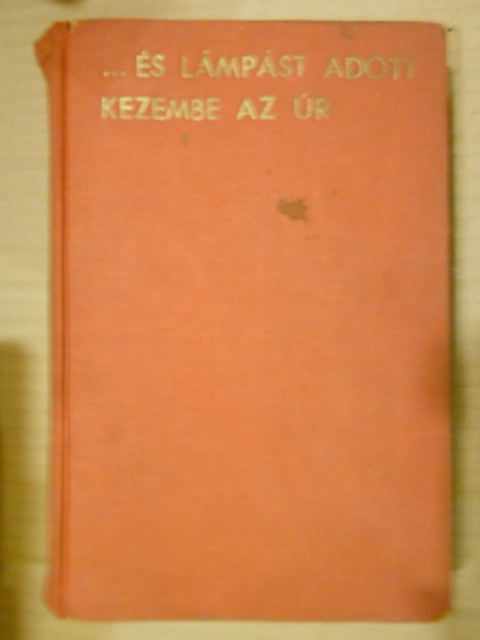 ... ÉS LÁMPÁST ADOTT
KEZEMBE AZ ÚR